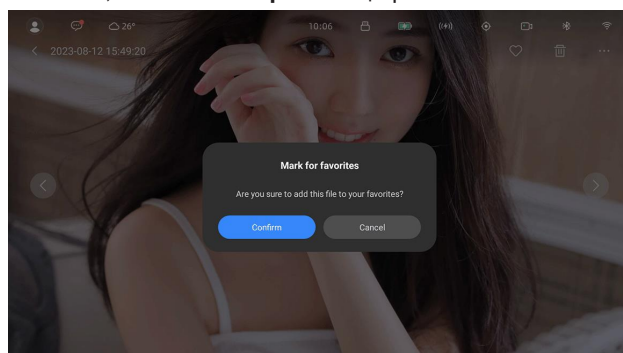 26°
10:06
2023-08-12 15:49:20
Mark for favorites
Are you sure to add this file to your favorites?
Confirm
Cancel